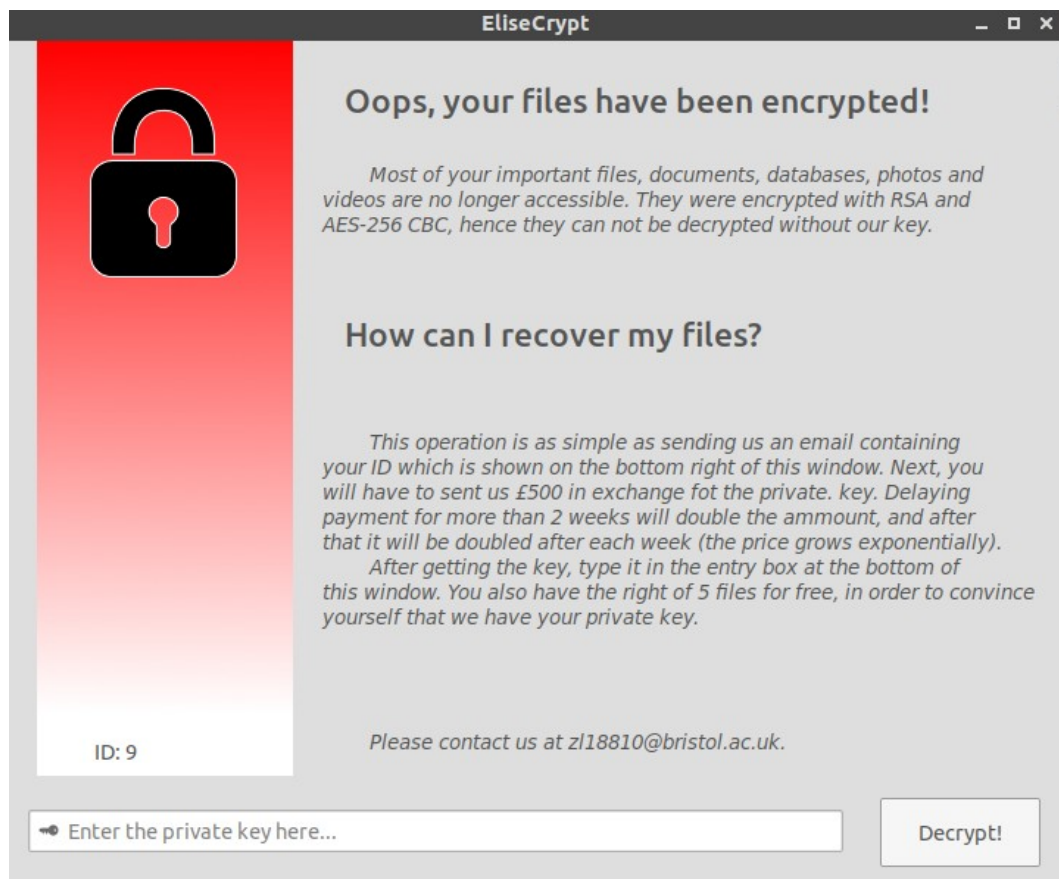 EliseCrypt
Oops, your files have been encrypted!
Most of your important files, documents, databases, photos and
videos are no longer accessible. They were encrypted with RSA and
AES-256 CBC, hence they can not be decrypted without our key.
How can I recover my files?
This operation is as simple as sending us an email containing
your ID which is shown on the bottom right of this window. Next, you
will have to sent us £500 in exchange fot the private. key. Delaying
payment for more than 2 weeks will double the ammount, and after
that it will be doubled after each week (the price grows exponentially).
After getting the key, type it in the entry box at the bottom of
this window. You also have the right of 5 files for free, in order to convince
yourself that we have your private key.
Please contact us at zl18810@bristol.ac.uk.
ID: 9
Enter the private key here...
Decrypt!